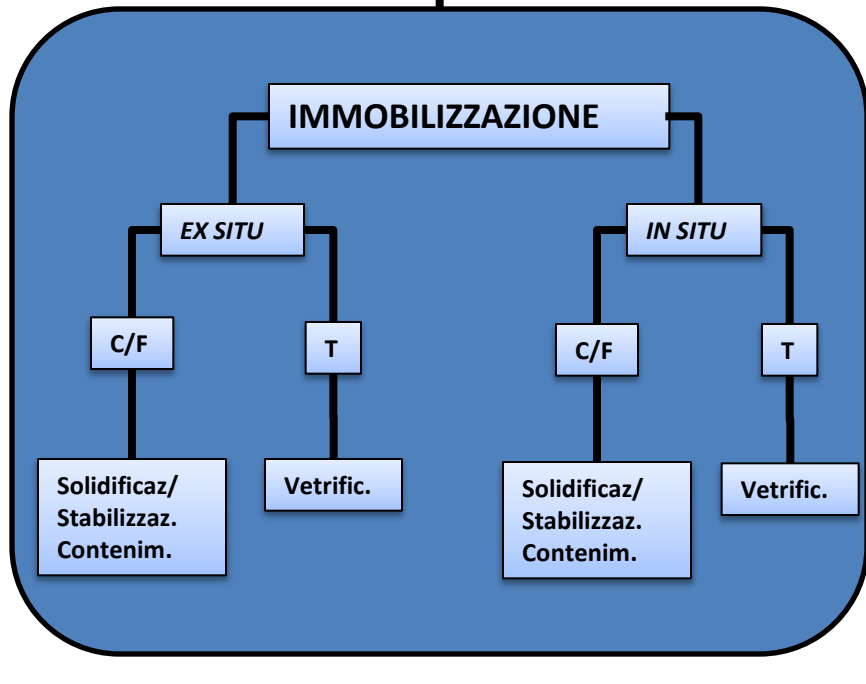 IMMOBILIZZAZIONE
EX SITU
IN SITU
C/F
T
C/F
T
Solidificaz/
Stabilizzaz.
Contenim.
Vetrific.
Solidificaz/
Stabilizzaz.
Contenim.
Vetrific.